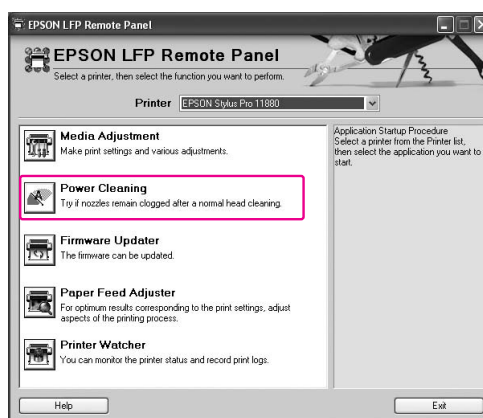 EPSON LFP Remote Panel
EPSON LFP Remote Panel
Select a printer, then select the function you want to perform.
Printer EPSON Stylus Pro 11880
Media Adjustment
Make print settings and various adjustments.
Power Cleaning
Try if nozzles remain clogged after a normal head cleaning.
Firmware Updater
The firmware can be updated.
Paper Feed Adjuster
For optimum results corresponding to the print settings, adjust
aspects of the printing process.
Printer Watcher
You can monitor the printer status and record print logs.
Application Startup Procedure
Select a printer from the Printer list,
then select the application you want to
start.
Help
Exit